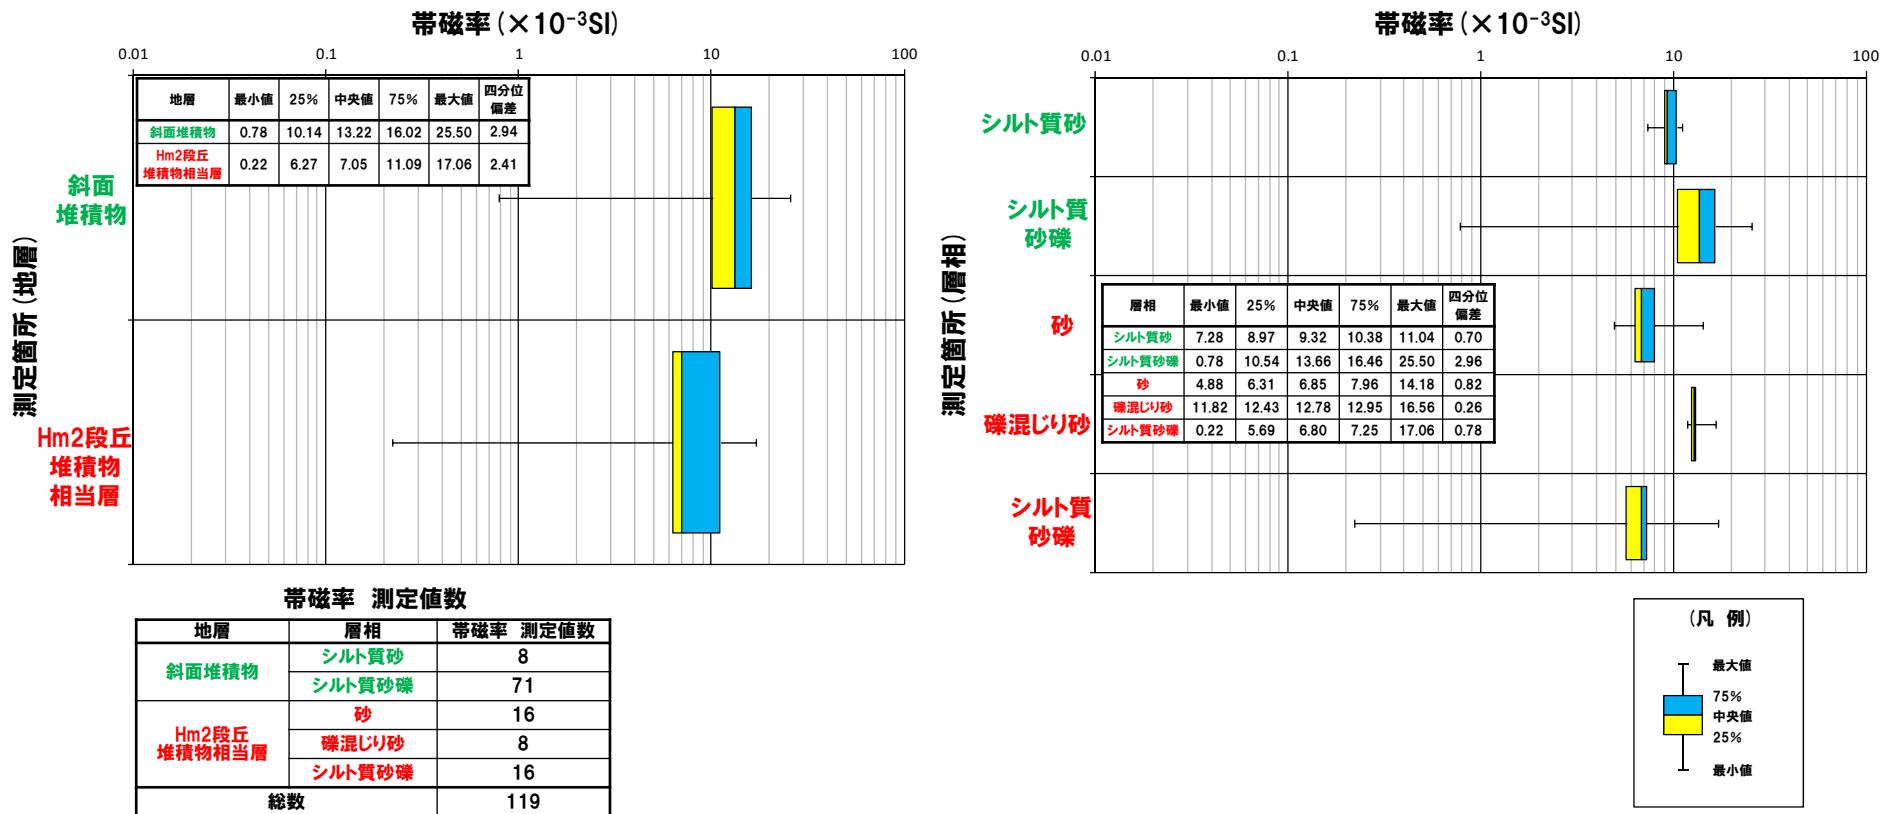 帯磁率(×10⁻³SI)
0.01 0.1 1 10 100
地層 最小値 25% 中央値 75% 最大値 四分位偏差
斜面堆積物 0.78 10.14 13.22 16.02 25.50 2.94
Hm2段丘堆積物相当層 0.22 6.27 7.05 11.09 17.06 2.41
測定箇所(地層)
斜面
堆積物
Hm2段丘
堆積物
相当層
帯磁率(×10⁻³SI)
0.01 0.1 1 10 100
測定箇所(層相)
シルト質砂
シルト質
砂礫
砂
礫混じり砂
シルト質
砂礫
層相 最小値 25% 中央値 75% 最大値 四分位偏差
シルト質砂 7.28 8.97 9.32 10.38 11.04 0.70
シルト質砂礫 0.78 10.54 13.66 16.46 25.50 2.96
砂 4.88 6.31 6.85 7.96 14.18 0.82
礫混じり砂 11.82 12.43 12.78 12.95 16.56 0.26
シルト質砂礫 0.22 5.69 6.80 7.25 17.06 0.78
帯磁率 測定値数
地層 層相 帯磁率 測定値数
斜面堆積物 シルト質砂 8
シルト質砂礫 71
Hm2段丘堆積物相当層 砂 16
礫混じり砂 8
シルト質砂礫 16
総数 119
(凡 例)
最大値
75%
中央値
25%
最小値